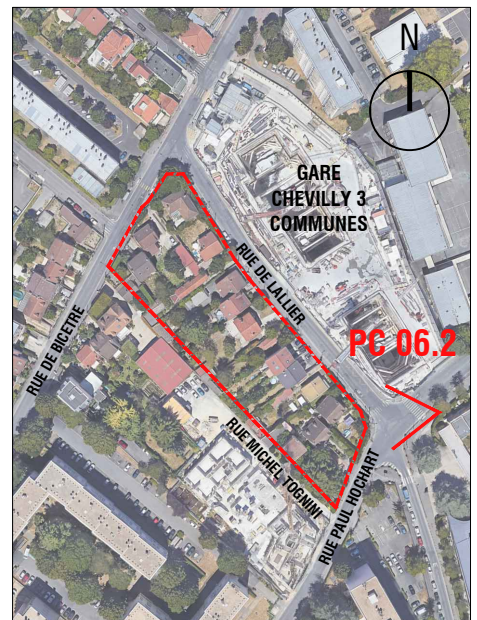 N
GARE
CHEVILLY 3
COMMUNES
RUE DE LALLIER
RUE DE BICETRE
PC 06.2
RUE MICHEL TOGNINI
RUE PAUL HOCHART